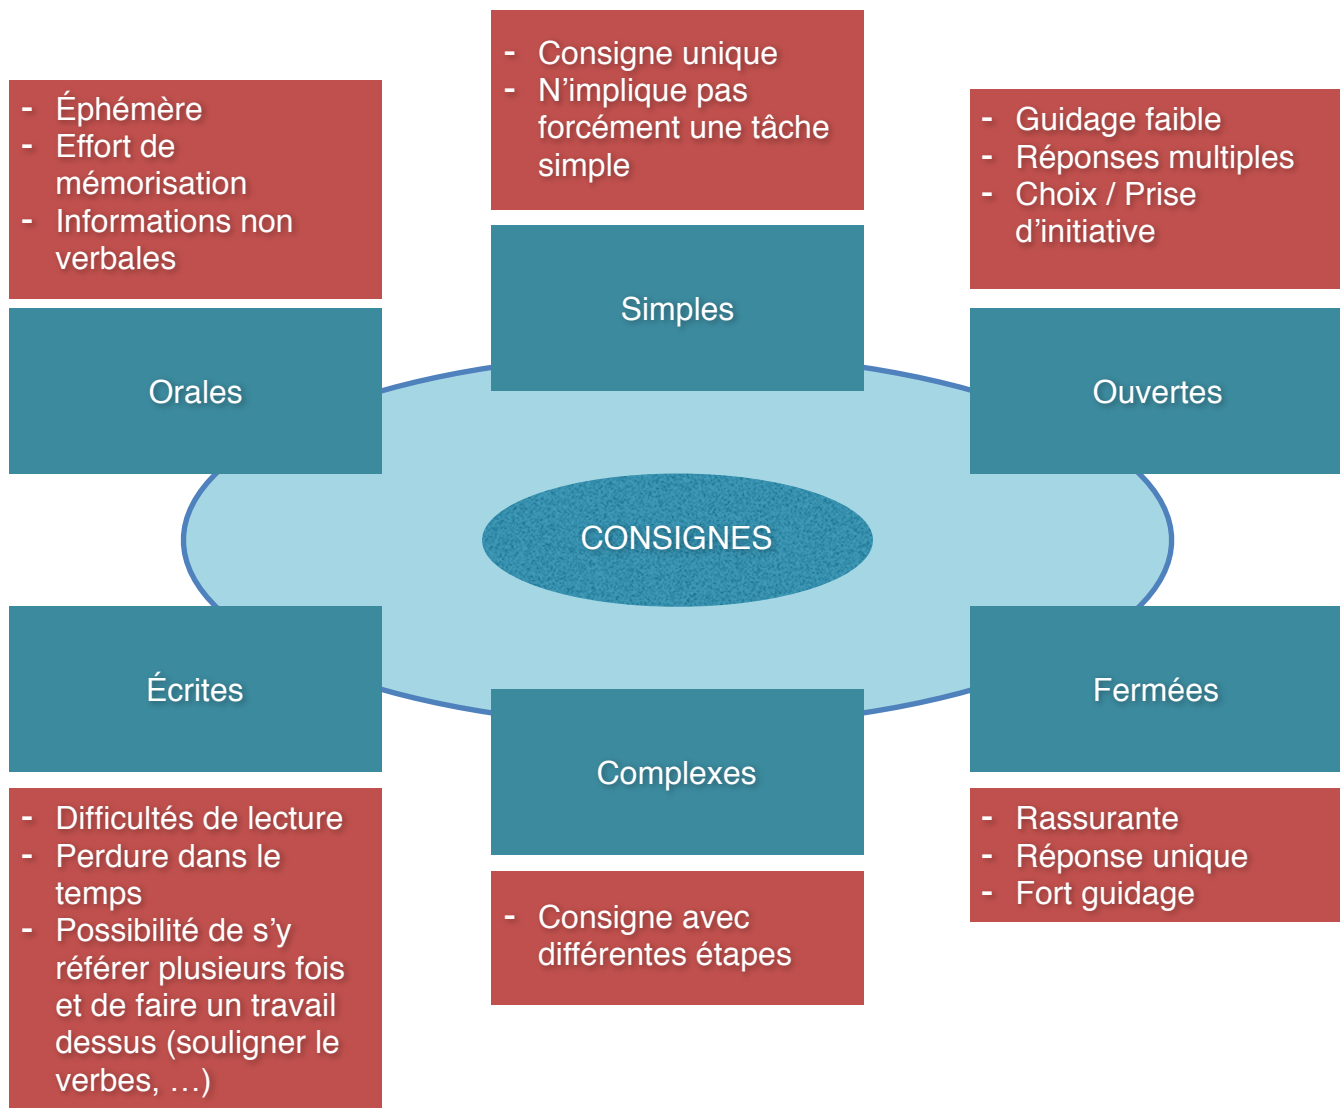 - Consigne unique
- N’implique pas
forcément une tâche
simple
- Éphémère
- Effort de
mémorisation
- Informations non
verbales
- Guidage faible
- Réponses multiples
- Choix / Prise
d’initiative
Simples
Orales
Ouvertes
CONSIGNES
Écrites
Fermées
Complexes
- Difficultés de lecture
- Perdure dans le
temps
- Possibilité de s’y
référer plusieurs fois
et de faire un travail
dessus (souligner le
verbes, …)
- Consigne avec
différentes étapes
- Rassurante
- Réponse unique
- Fort guidage